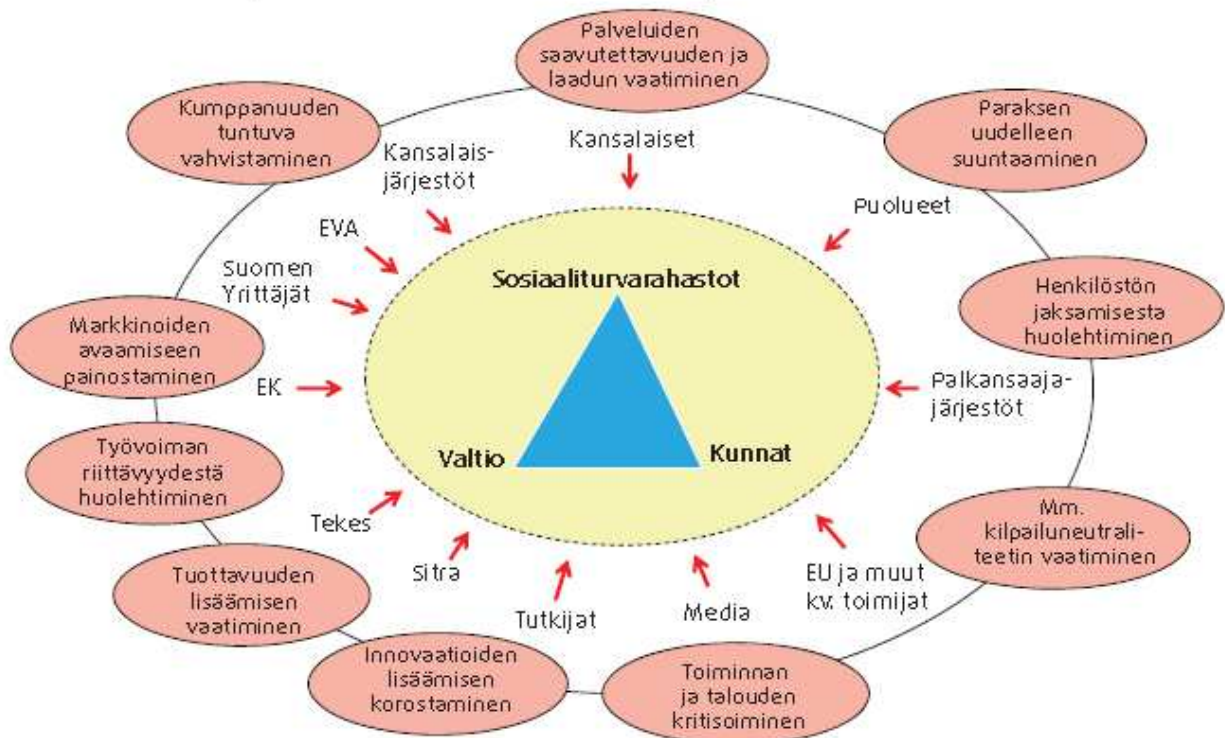 Palveluiden
saavutettavuuden ja
laadun vaatiminen
Kumppanuuden
tuntuva
vahvistaminen
Paraksen
uudelleen
suuntaaminen
Kansalais-
järjestöt
Kansalaiset
Puolueet
EVA
Suomen
Yrittäjät
Sosiaaliturvarahastot
Henkilöstön
jaksamisesta
huolehtiminen
Markkinoiden
avaamiseen
painostaminen
EK
Palkansaaja-
järjestöt
Työvoiman
riittävyydestä
huolehtiminen
Valtio
Kunnat
Tekes
Sitra
Tutkijat
Media
EU ja muut
kv. toimijat
Mm.
kilpailuneutrali-
teetin vaatiminen
Tuottavuuden
lisäämisen
vaatiminen
Innovaatioiden
lisäämisen
korostaminen
Toiminnan
ja talouden
kritisoiminen